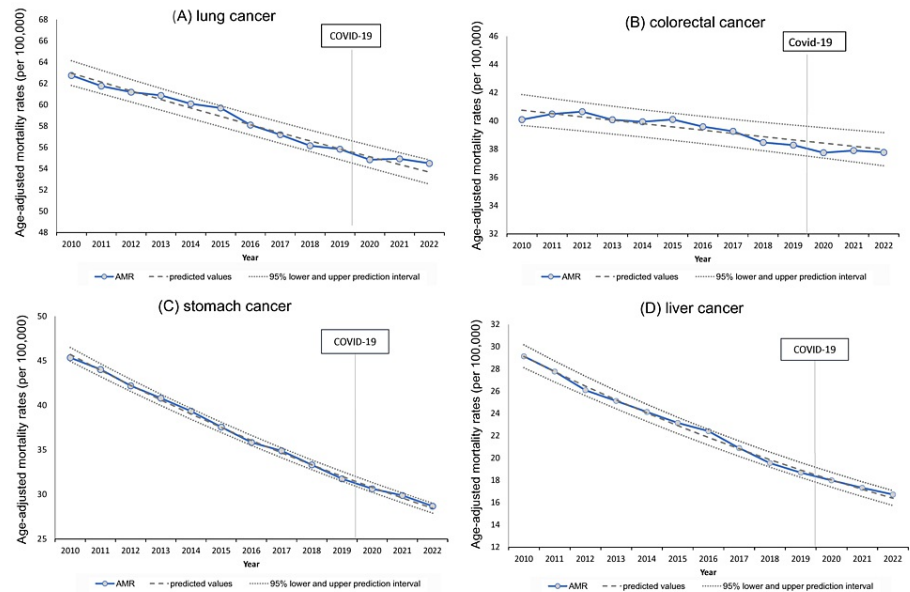 (A) lung cancer
Age-adjusted mortality rates (per 100,000)
68
66
64
62
60
58
56
54
52
50
48
COVID-19
2010 2011 2012 2013 2014 2015 2016 2017 2018 2019 2020 2021 2022
Year
AMR predicted values 95% lower and upper prediction interval
(B) colorectal cancer
Age-adjusted mortality rates (per 100,000)
46
44
42
40
38
36
34
32
Covid-19
2010 2011 2012 2013 2014 2015 2016 2017 2018 2019 2020 2021 2022
Year
AMR predicted values 95% lower and upper prediction interval
(C) stomach cancer
Age-adjusted mortality rates (per 100,000)
50
45
40
35
30
25
COVID-19
2010 2011 2012 2013 2014 2015 2016 2017 2018 2019 2020 2021 2022
Year
AMR predicted values 95% lower and upper prediction interval
(D) liver cancer
Age-adjusted mortality rates (per 100,000)
32
30
28
26
24
22
20
18
16
14
12
COVID-19
2010 2011 2012 2013 2014 2015 2016 2017 2018 2019 2020 2021 2022
Year
AMR predicted values 95% lower and upper prediction interval